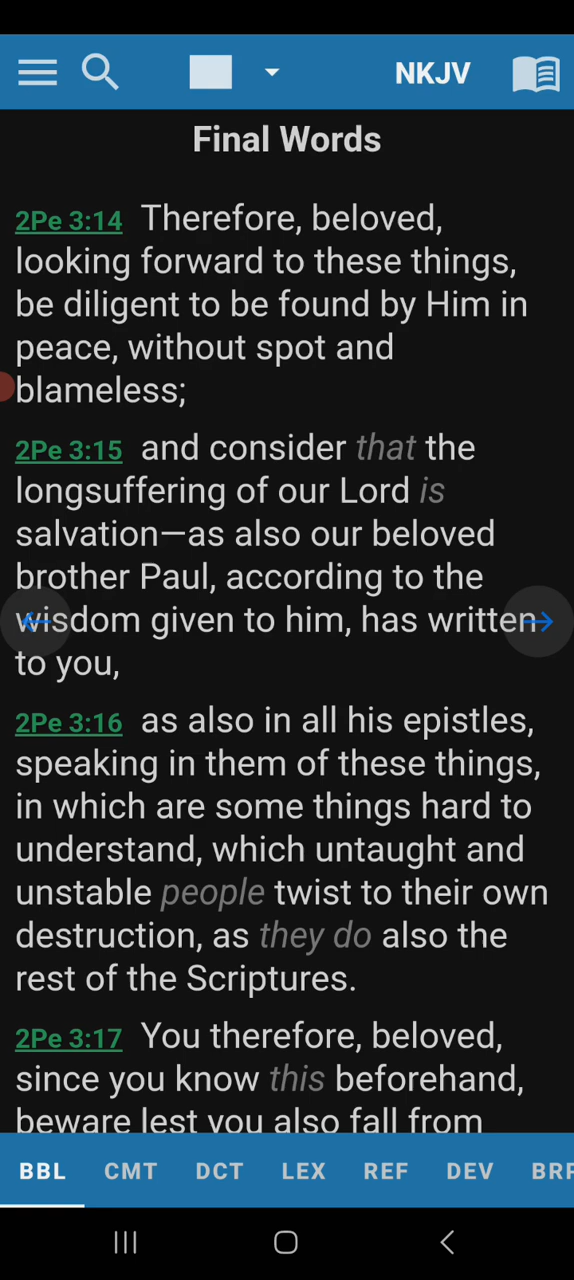 NKJV
Final Words
2Pe 3:14 Therefore, beloved,
looking forward to these things,
be diligent to be found by Him in
peace, without spot and
blameless;
2Pe 3:15 and consider that the
longsuffering of our Lord is
salvation—as also our beloved
brother Paul, according to the
wisdom given to him, has written
to you,
2Pe 3:16 as also in all his epistles,
speaking in them of these things,
in which are some things hard to
understand, which untaught and
unstable people twist to their own
destruction, as they do also the
rest of the Scriptures.
2Pe 3:17 You therefore, beloved,
since you know this beforehand,
beware lest you also fall from
BBL CMT DCT LEX REF DEV BRP